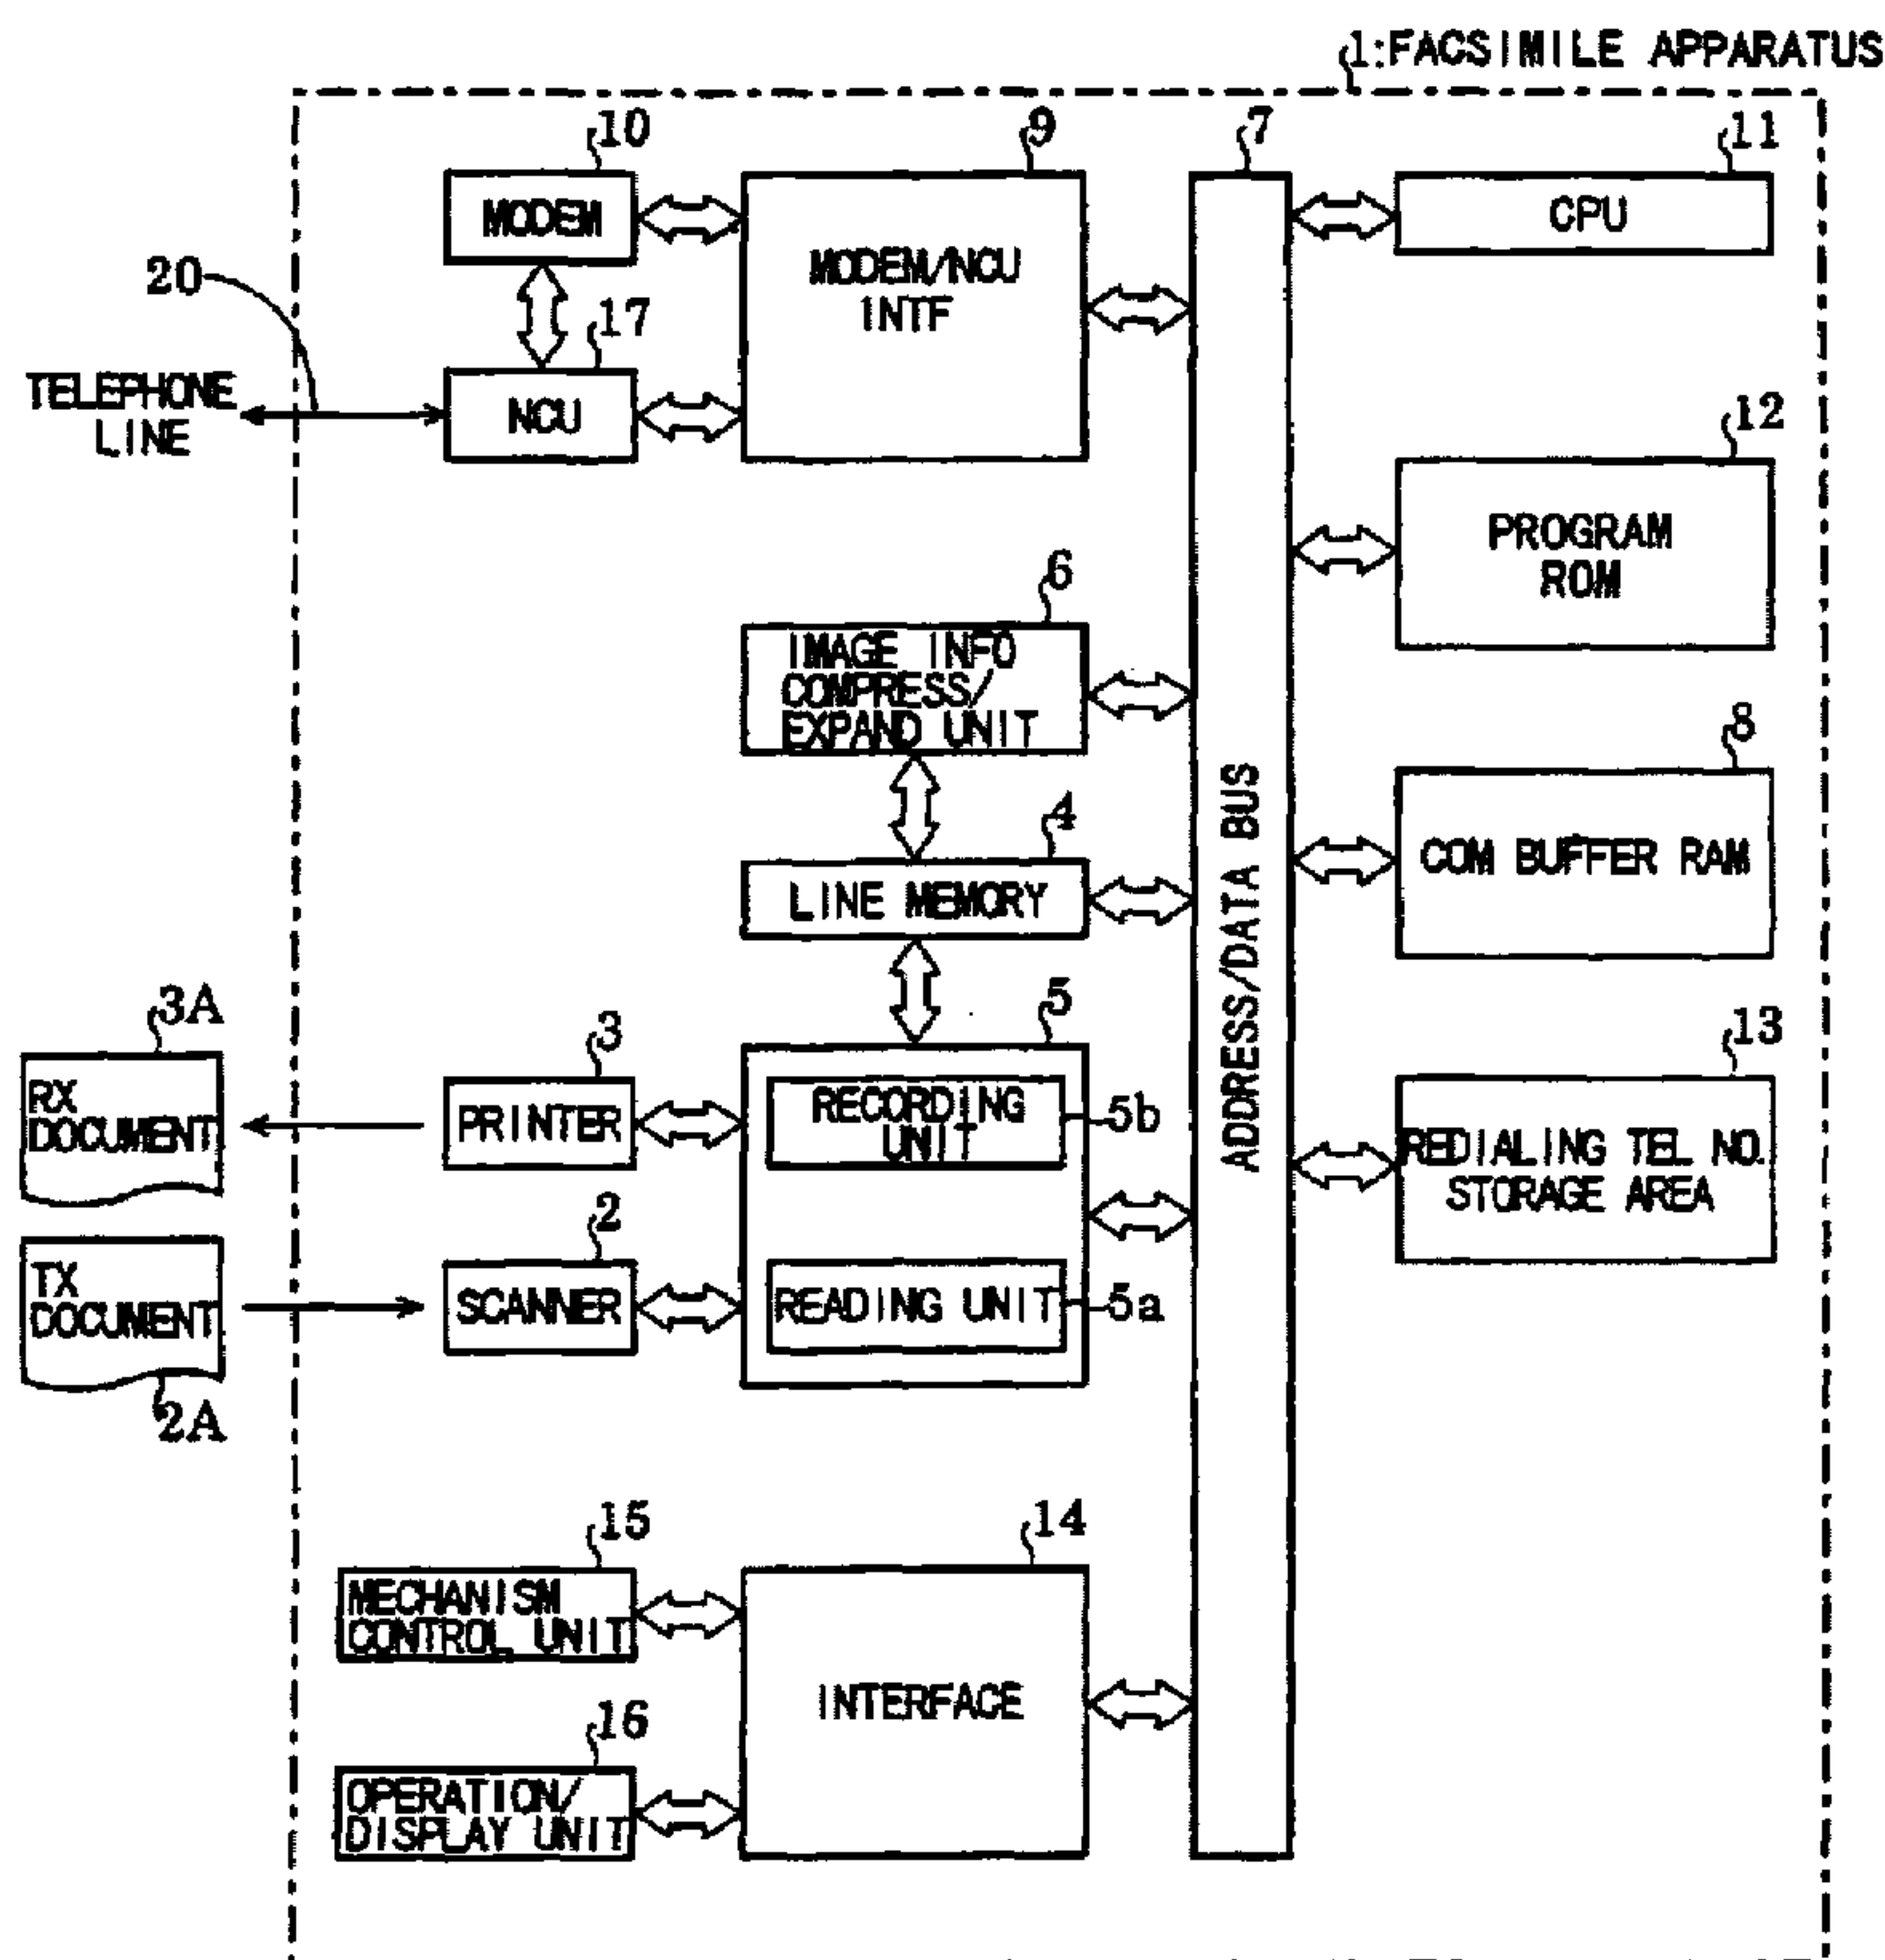 1:FACSIMILE APPARATUS
10
9
7
11
MODEM
MODEM/NCU
INTF
CPU
20
17
TELEPHONE
LINE
NCU
12
PROGRAM
ROM
6
IMAGE INFO
COMPRESS/
EXPAND UNIT
8
COM BUFFER RAM
4
LINE MEMORY
ADDRESS/DATA BUS
3A
RX
DOCUMENT
3
PRINTER
5
RECORDING
UNIT
5b
13
REDIALING TEL NO.
STORAGE AREA
2
TX
DOCUMENT
SCANNER
READING UNIT
5a
2A
15
MECHANISM
CONTROL UNIT
14
INTERFACE
16
OPERATION/
DISPLAY UNIT